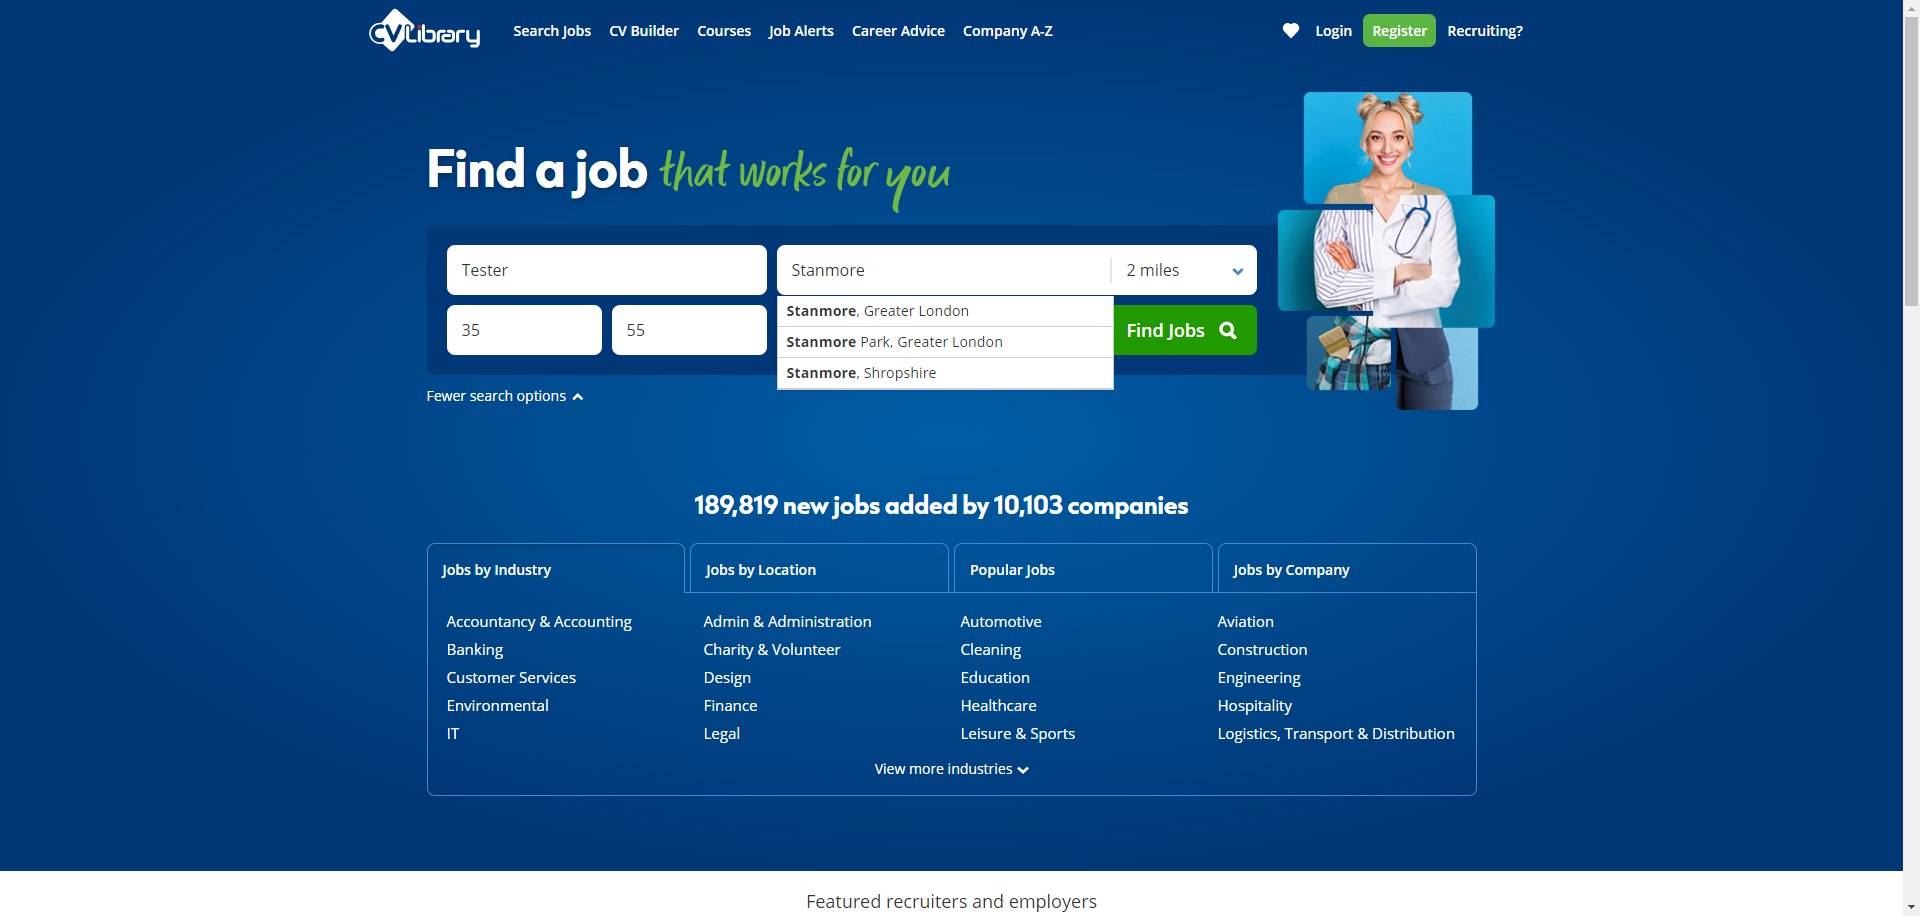 CV Library
Search Jobs CV Builder Courses Job Alerts Career Advice Company A-Z Login Register Recruiting?
Find a job that works for you
Tester Stanmore 2 miles
Stanmore, Greater London
35 55 Find Jobs
Stanmore Park, Greater London
Stanmore, Shropshire
Fewer search options
189,819 new jobs added by 10,103 companies
Jobs by Industry Jobs by Location Popular Jobs Jobs by Company
Accountancy & Accounting Admin & Administration Automotive Aviation
Banking Charity & Volunteer Cleaning Construction
Customer Services Design Education Engineering
Environmental Finance Healthcare Hospitality
IT Legal Leisure & Sports Logistics, Transport & Distribution
View more industries
Featured recruiters and employers